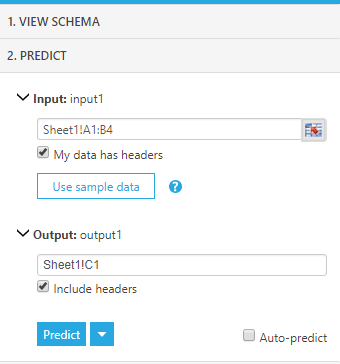 1. VIEW SCHEMA
2. PREDICT
Input: input1
Sheet1!A1:B4
My data has headers
Use sample data ?
Output: output1
Sheet1!C1
Include headers
Predict Auto-predict